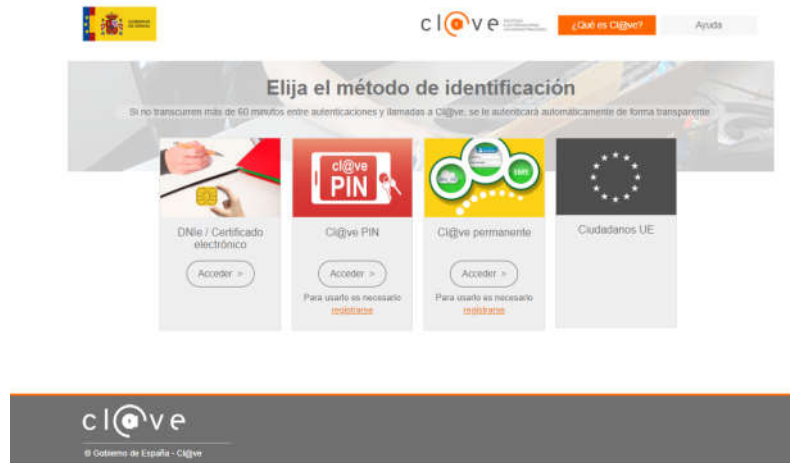 GOBIERNO DE ESPAÑA
cl@ve
¿Qué es Cl@ve?
Ayuda
Elija el método de identificación
Si no transcurren más de 60 minutos entre autenticaciones y llamadas a Cl@ve, se le autenticará automáticamente de forma transparente
cl@ve
PIN
SMS
DNIe / Certificado
electrónico
Cl@ve PIN
Cl@ve permanente
Ciudadanos UE
Acceder >
Acceder >
Acceder >
Para usarlo es necesario
registrarse
Para usarlo es necesario
registrarse
cl@ve
© Gobierno de España - Cl@ve